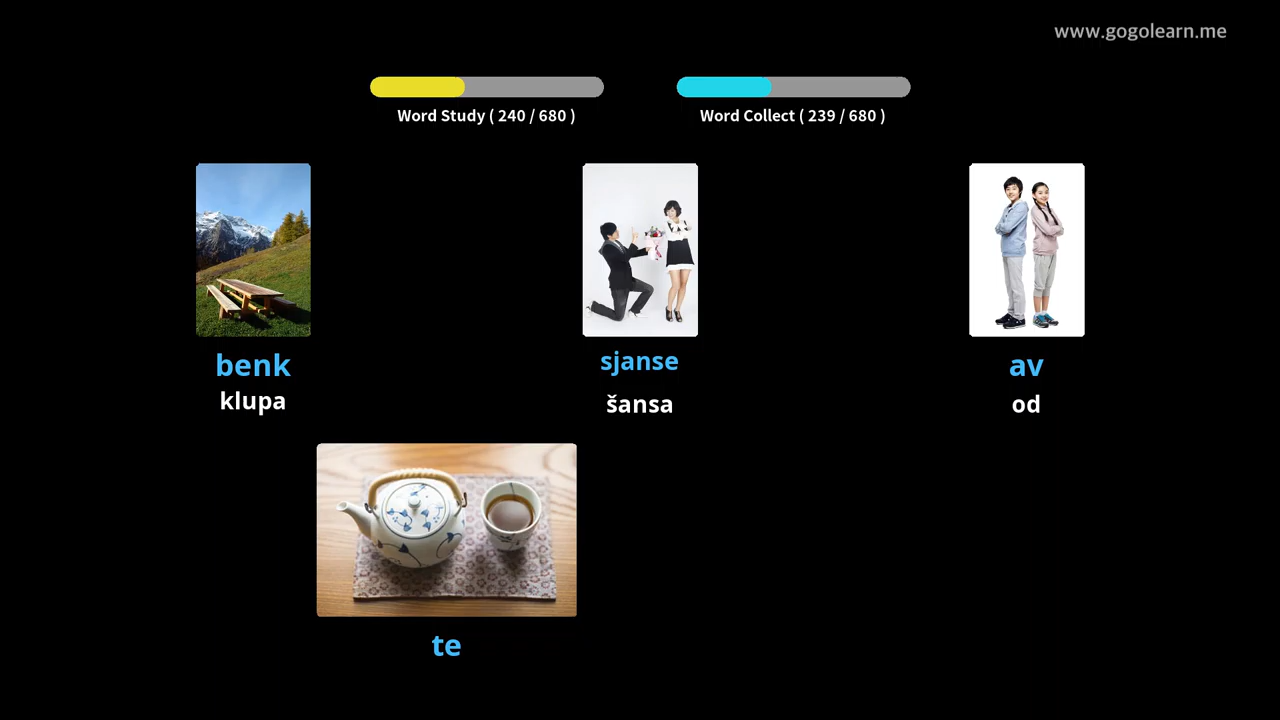 www.gogolearn.me
Word Study ( 240 / 680 )
Word Collect ( 239 / 680 )
benk
klupa
sjanse
šansa
av
od
te